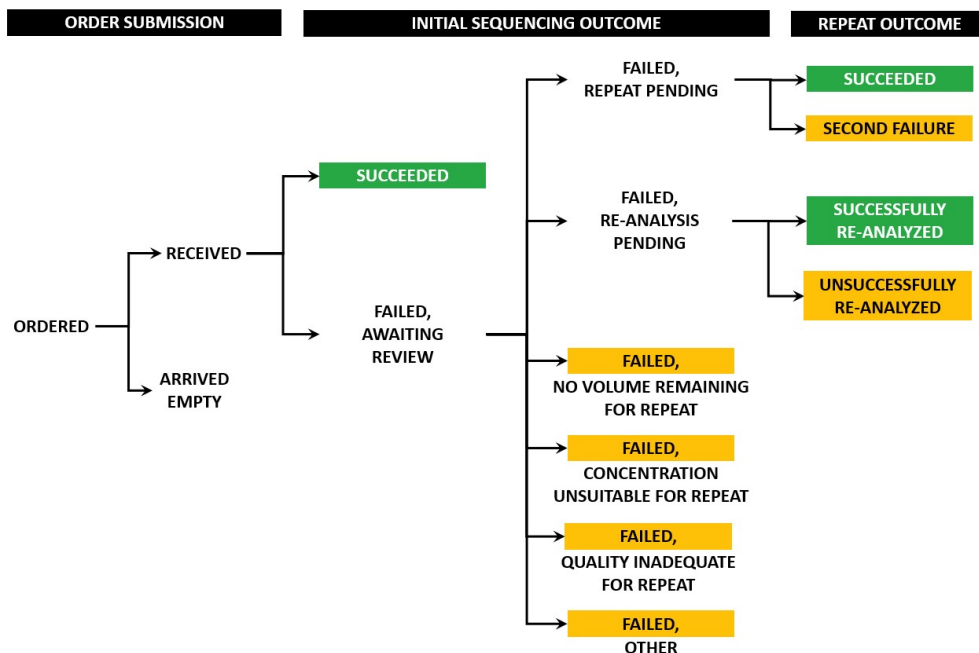 ORDER SUBMISSION
INITIAL SEQUENCING OUTCOME
REPEAT OUTCOME
ORDERED
RECEIVED
ARRIVED
EMPTY
SUCCEEDED
FAILED,
AWAITING
REVIEW
FAILED,
REPEAT PENDING
FAILED,
RE-ANALYSIS
PENDING
FAILED,
NO VOLUME REMAINING
FOR REPEAT
FAILED,
CONCENTRATION
UNSUITABLE FOR REPEAT
FAILED,
QUALITY INADEQUATE
FOR REPEAT
FAILED,
OTHER
SUCCEEDED
SECOND FAILURE
SUCCESSFULLY
RE-ANALYZED
UNSUCCESSFULLY
RE-ANALYZED